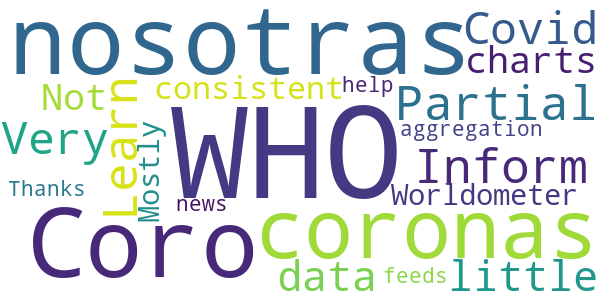 nosotras
Covid
charts
consistent
help
Not
Learn
Partial
Very
Mostly
WHO
aggregation
Inform
Thanks
Worldometer
news
Coro
coronas
data
feeds
little